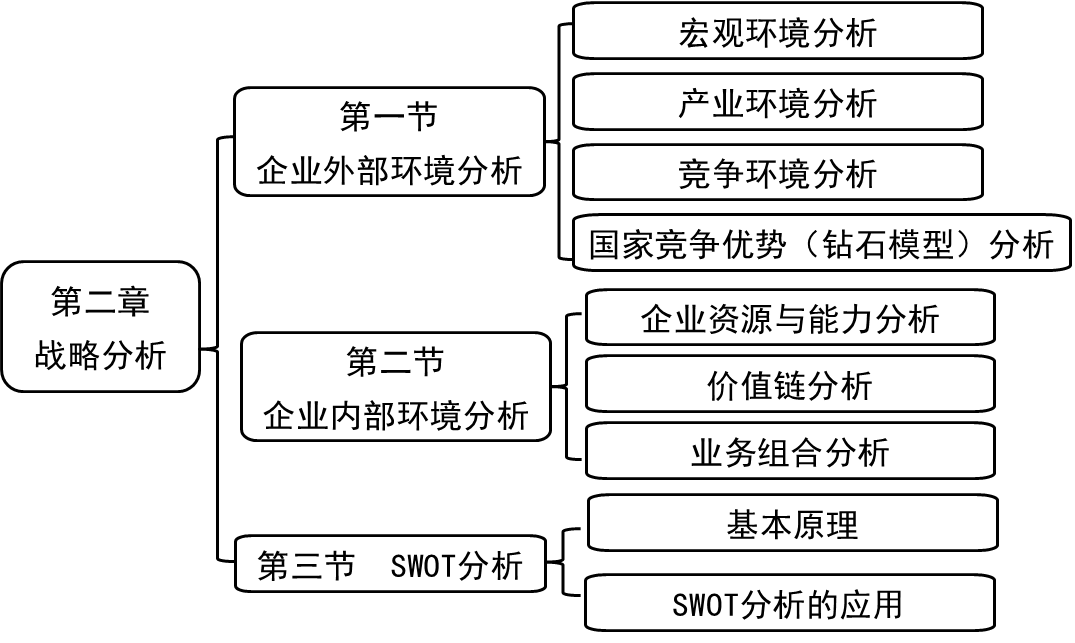 第二章
战略分析
第一节
企业外部环境分析
宏观环境分析
产业环境分析
竞争环境分析
国家竞争优势（钻石模型）分析
第二节
企业内部环境分析
企业资源与能力分析
价值链分析
业务组合分析
第三节　SWOT分析
基本原理
SWOT分析的应用